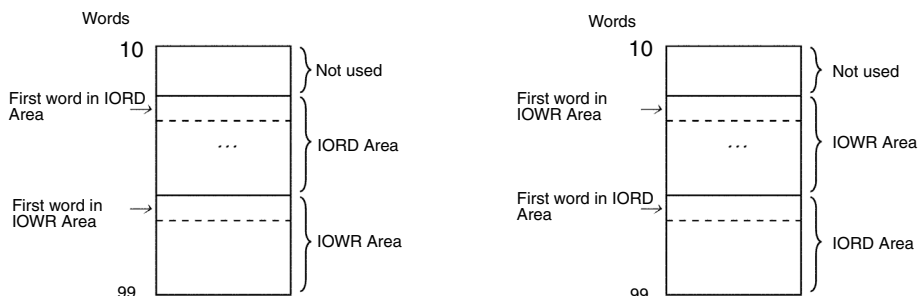 Words
10
Not used
First word in IORD
Area
...
IORD Area
First word in
IOWR Area
IOWR Area
99
Words
10
Not used
First word in
IOWR Area
...
IOWR Area
First word in IORD
Area
IORD Area
99